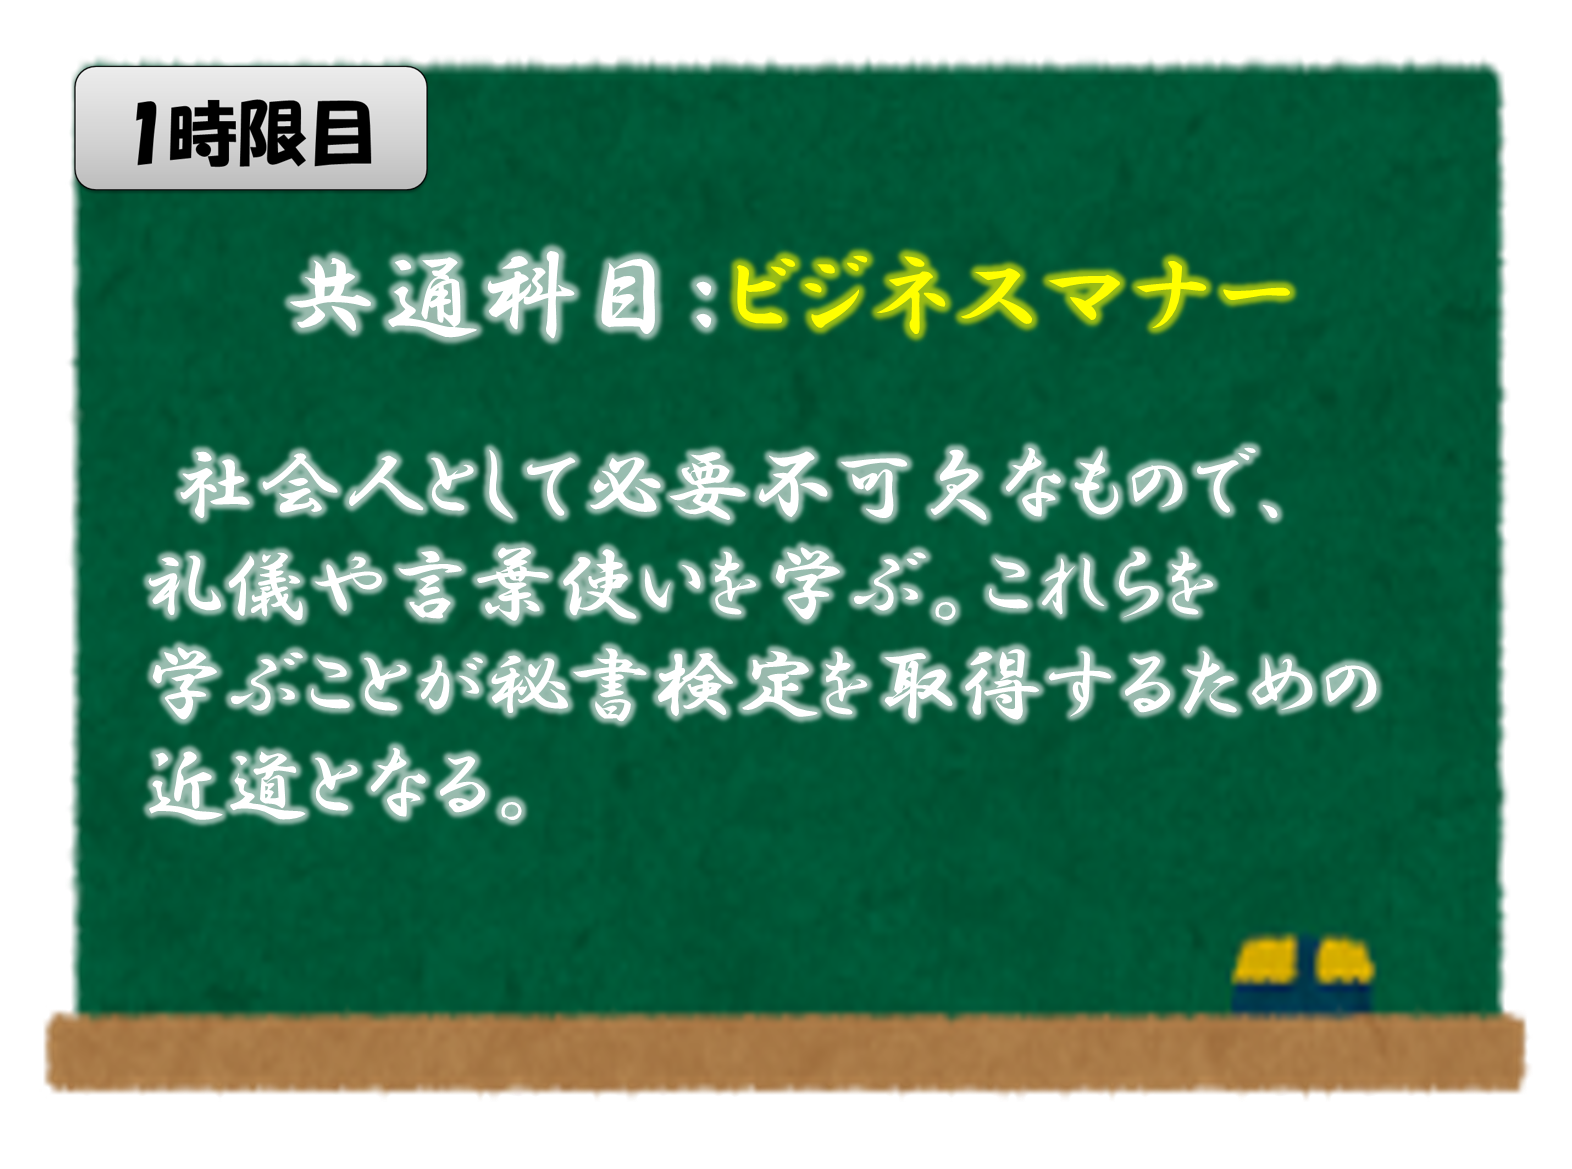 1時限目
共通科目:ビジネスマナー
社会人として必要不可欠なもので、
礼儀や言葉使いを学ぶ。これらを
学ぶことが秘書検定を取得するための
近道となる。